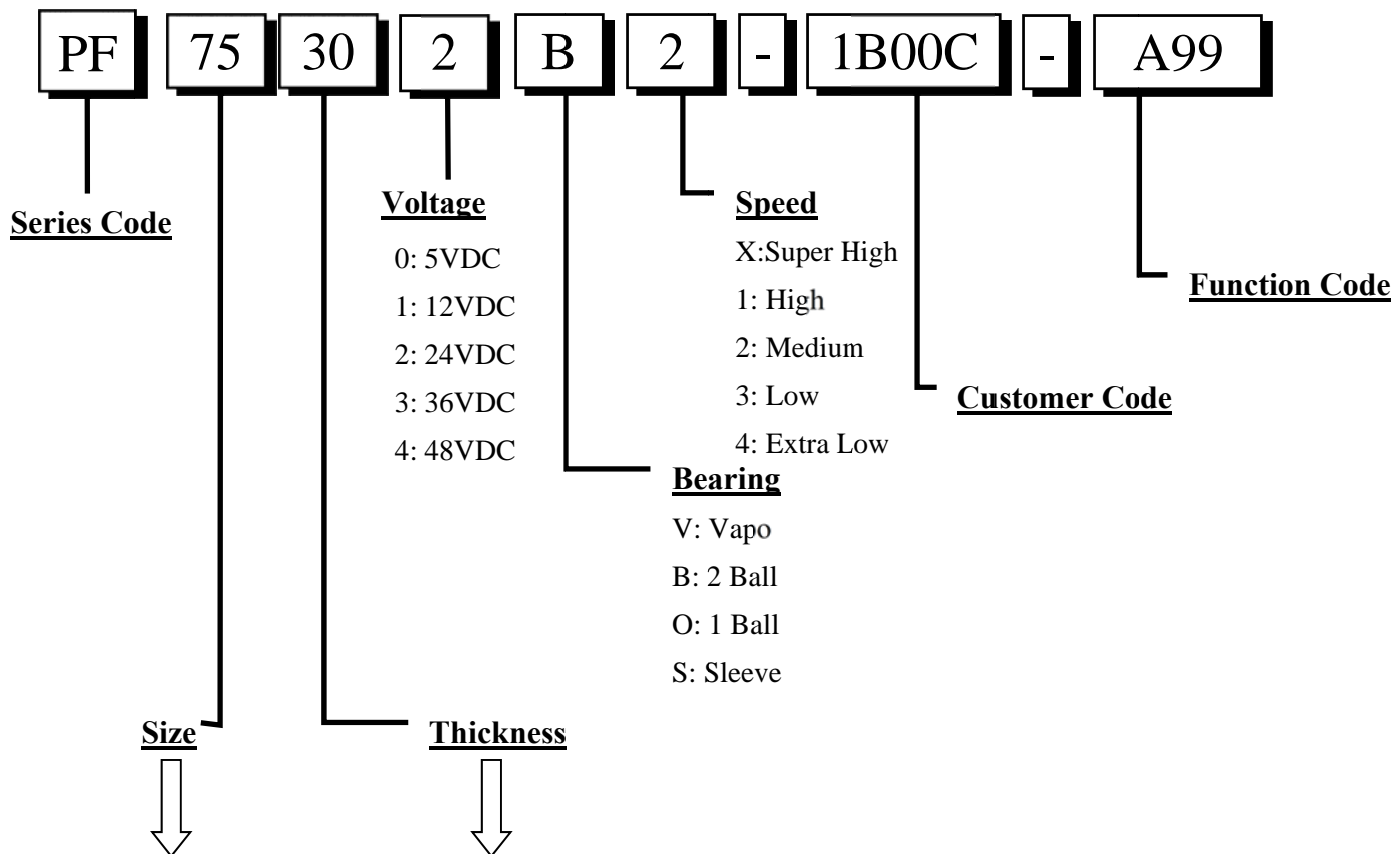 PF 75 30 2 B 2 - 1B00C - A99
Series Code
Voltage
0: 5VDC
1: 12VDC
2: 24VDC
3: 36VDC
4: 48VDC
Speed
X:Super High
1: High
2: Medium
3: Low
4: Extra Low
Function Code
Customer Code
Bearing
V: Vapo
B: 2 Ball
O: 1 Ball
S: Sleeve
Size
Thickness